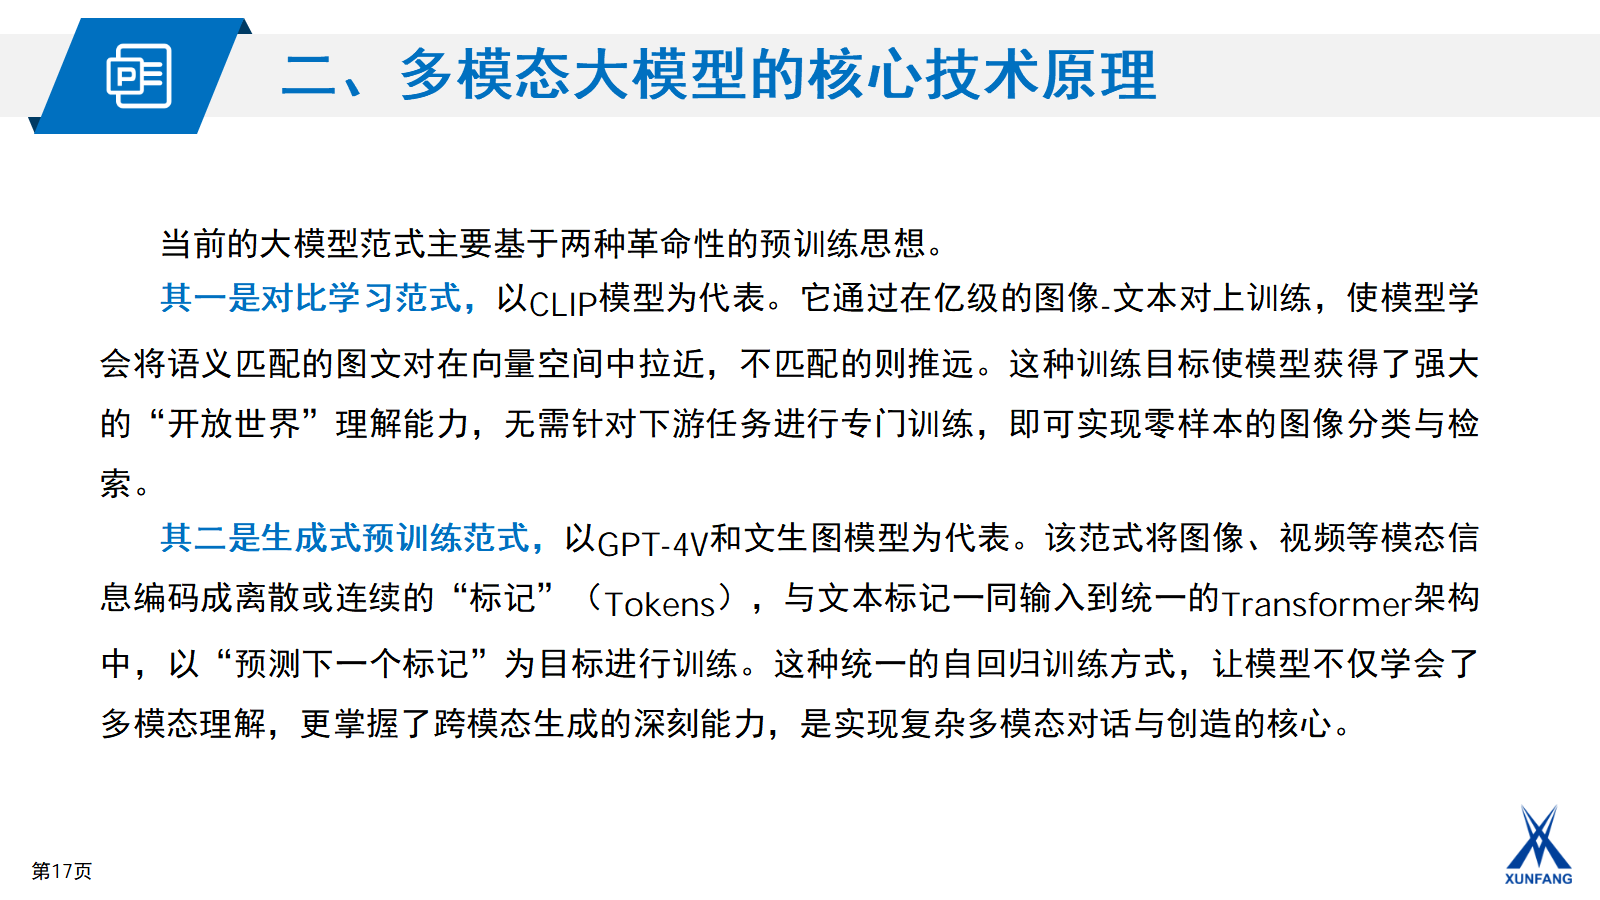 二、多模态大模型的核心技术原理
当前的大模型范式主要基于两种革命性的预训练思想。
其一是对比学习范式，以CLIP模型为代表。它通过在亿级的图像-文本对上训练，使模型学
会将语义匹配的图文对在向量空间中拉近，不匹配的则推远。这种训练目标使模型获得了强大
的“开放世界”理解能力，无需针对下游任务进行专门训练，即可实现零样本的图像分类与检
索。
其二是生成式预训练范式，以GPT-4V和文生图模型为代表。该范式将图像、视频等模态信
息编码成离散或连续的“标记”（Tokens），与文本标记一同输入到统一的Transformer架构
中，以“预测下一个标记”为目标进行训练。这种统一的自回归训练方式，让模型不仅学会了
多模态理解，更掌握了跨模态生成的深刻能力，是实现复杂多模态对话与创造的核心。
第17页
XUNFANG